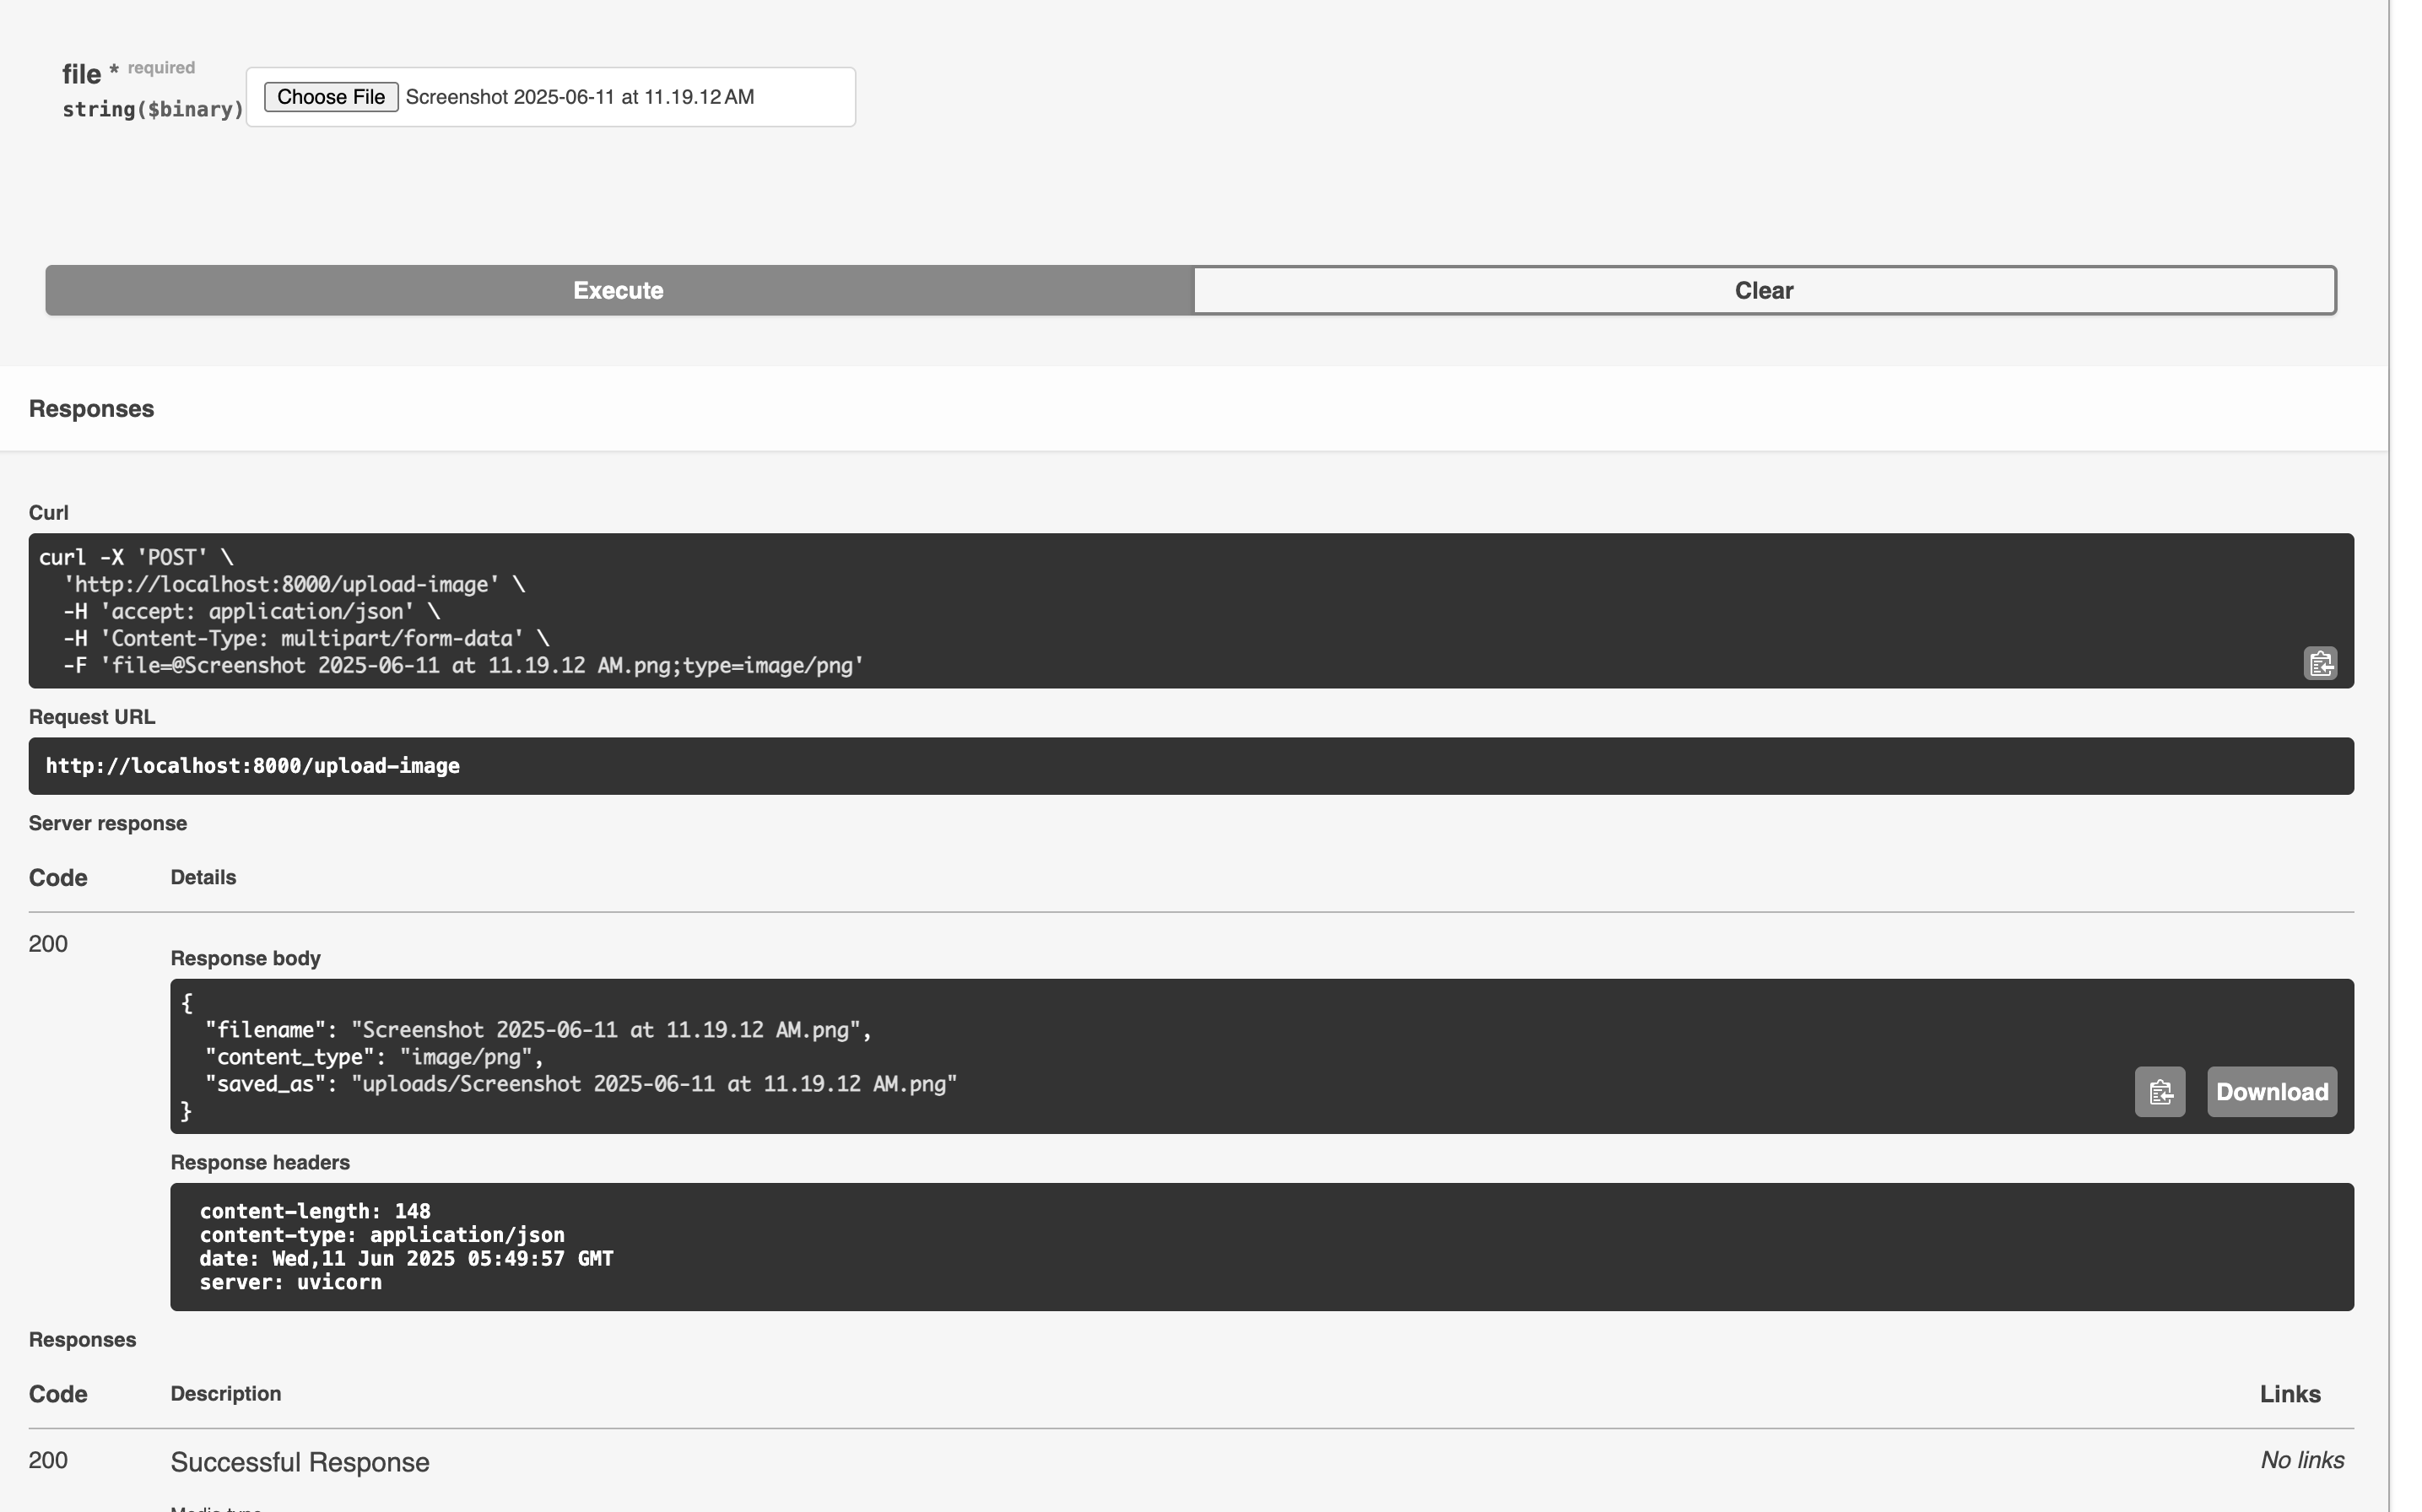 file * required
string($binary)
Choose File Screenshot 2025-06-11 at 11.19.12 AM
Execute
Clear
Responses
Curl
curl -X 'POST' \
  'http://localhost:8000/upload-image' \
  -H 'accept: application/json' \
  -H 'Content-Type: multipart/form-data' \
  -F 'file=@Screenshot 2025-06-11 at 11.19.12 AM.png;type=image/png'
Request URL
http://localhost:8000/upload-image
Server response
Code Details
200
Response body
{
  "filename": "Screenshot 2025-06-11 at 11.19.12 AM.png",
  "content_type": "image/png",
  "saved_as": "uploads/Screenshot 2025-06-11 at 11.19.12 AM.png"
}
Download
Response headers
content-length: 148
content-type: application/json
date: Wed,11 Jun 2025 05:49:57 GMT
server: uvicorn
Responses
Code Description Links
200 Successful Response No links